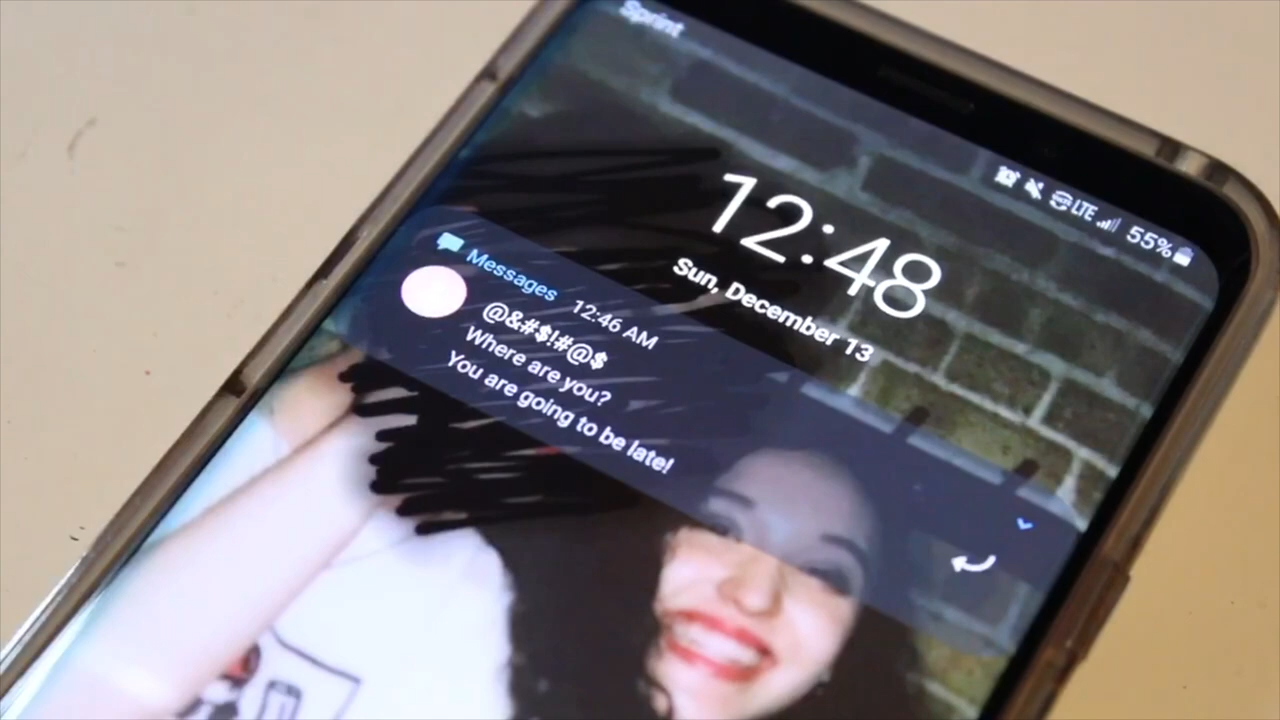 Sprint
LTE 55%
12:48
Sun, December 13
Messages 12:46 AM
@&#$!#@$
Where are you?
You are going to be late!